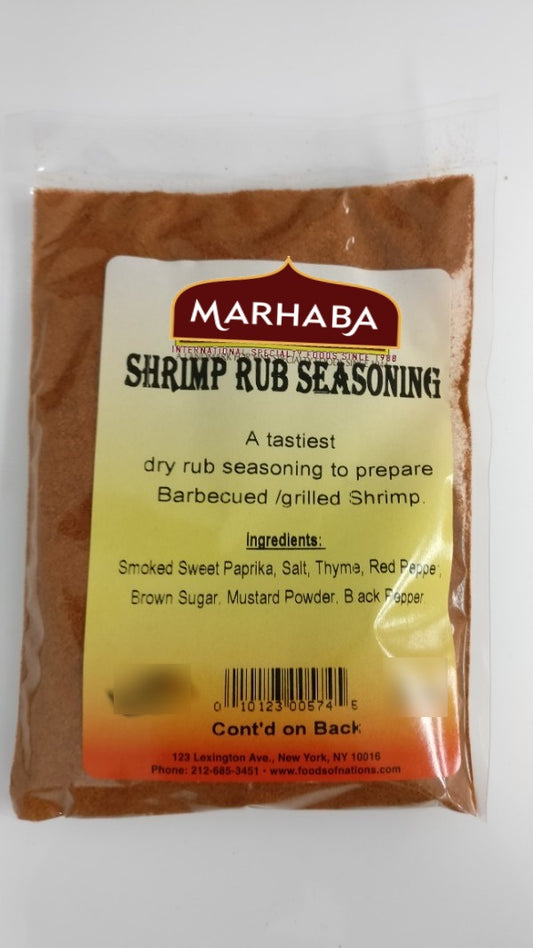 MARHABA
INTERNATIONAL SPECIALTY FOODS SINCE 1988
SHRIMP RUB SEASONING
A tastiest
dry rub seasoning to prepare
Barbecued /grilled Shrimp.
Ingredients:
Smoked Sweet Paprika, Salt, Thyme, Red Pepper,
Brown Sugar, Mustard Powder, Black Pepper
0 10123 00574 5
Cont'd on Back
123 Lexington Ave., New York, NY 10016
Phone: 212-685-3451 • www.foodsofnations.com